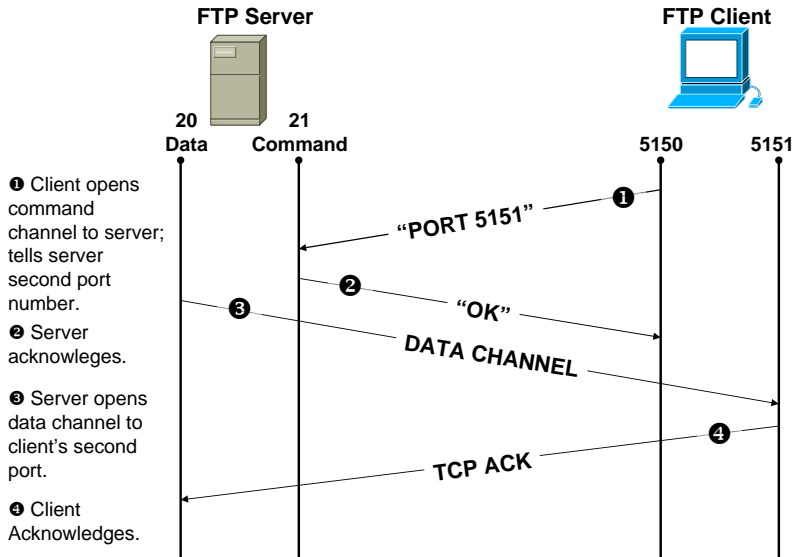 FTP Server
FTP Client
20
Data
21
Command
5150
5151
❶ Client opens
command
channel to server;
tells server
second port
number.
❷ Server
acknowleges.
❸ Server opens
data channel to
client's second
port.
❹ Client
Acknowledges.
❶
“PORT 5151”
❷
“OK”
❸
DATA CHANNEL
❹
TCP ACK